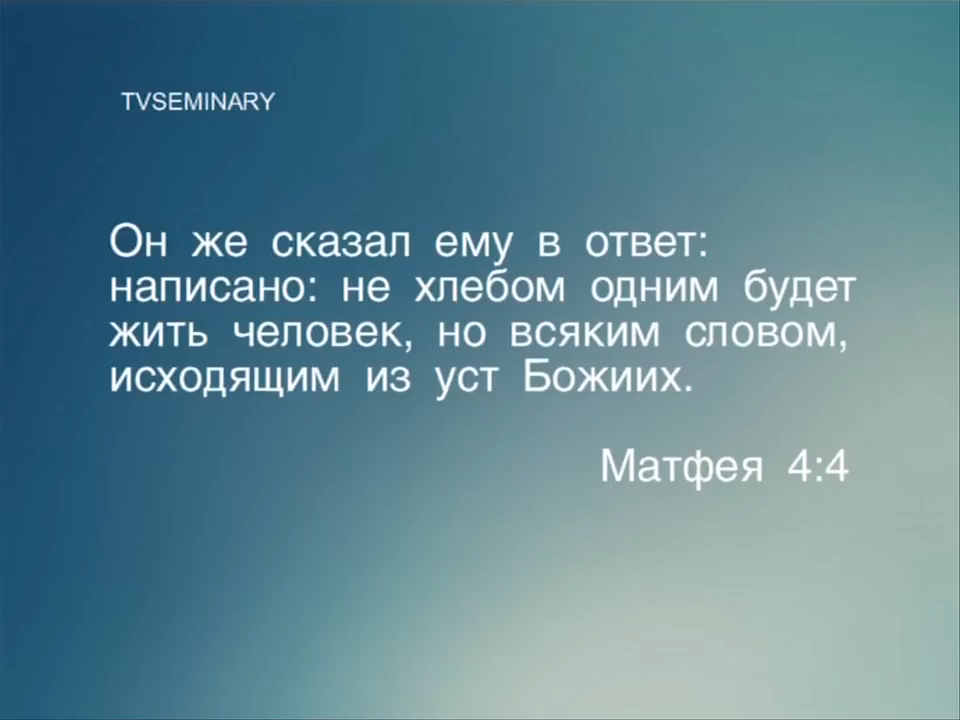 TVSEMINARY
Он же сказал ему в ответ:
написано: не хлебом одним будет
жить человек, но всяким словом,
исходящим из уст Божиих.
Матфея 4:4